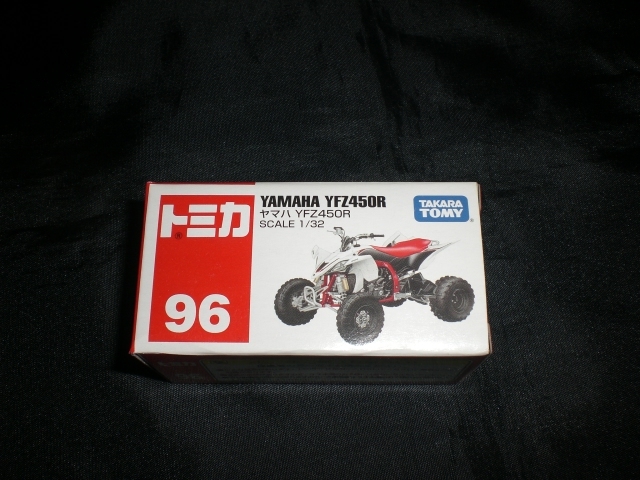 トミカ
®
96
YAMAHA YFZ450R
ヤマハ YFZ450R
SCALE 1/32
TAKARA
TOMY